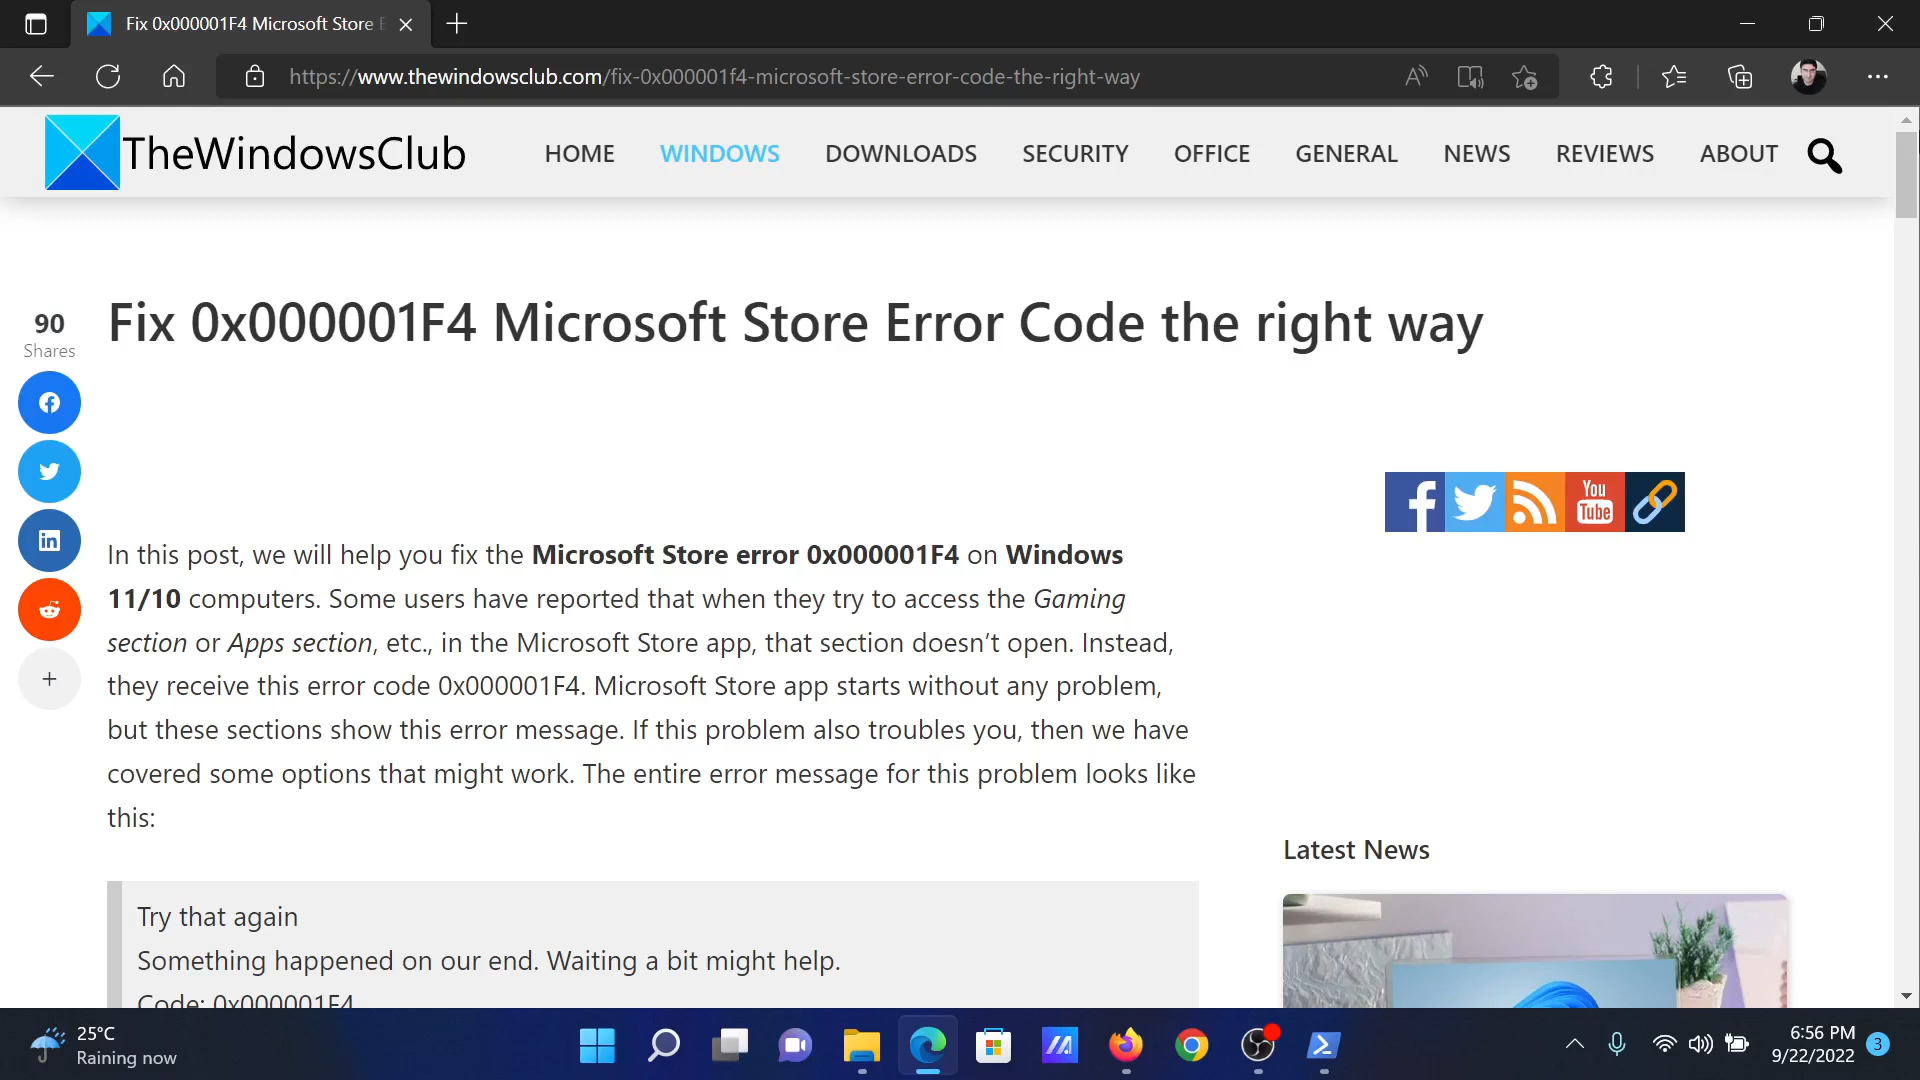 Fix 0x000001F4 Microsoft Store
https://www.thewindowsclub.com/fix-0x000001f4-microsoft-store-error-code-the-right-way
TheWindowsClub
HOME
WINDOWS
DOWNLOADS
SECURITY
OFFICE
GENERAL
NEWS
REVIEWS
ABOUT
Fix 0x000001F4 Microsoft Store Error Code the right way
90
Shares
You
Tube
In this post, we will help you fix the Microsoft Store error 0x000001F4 on Windows
11/10 computers. Some users have reported that when they try to access the Gaming
section or Apps section, etc., in the Microsoft Store app, that section doesn’t open. Instead,
they receive this error code 0x000001F4. Microsoft Store app starts without any problem,
but these sections show this error message. If this problem also troubles you, then we have
covered some options that might work. The entire error message for this problem looks like
this:
Try that again
Something happened on our end. Waiting a bit might help.
Code: 0x000001F4
Latest News
25°C
Raining now
6:56 PM
9/22/2022
3